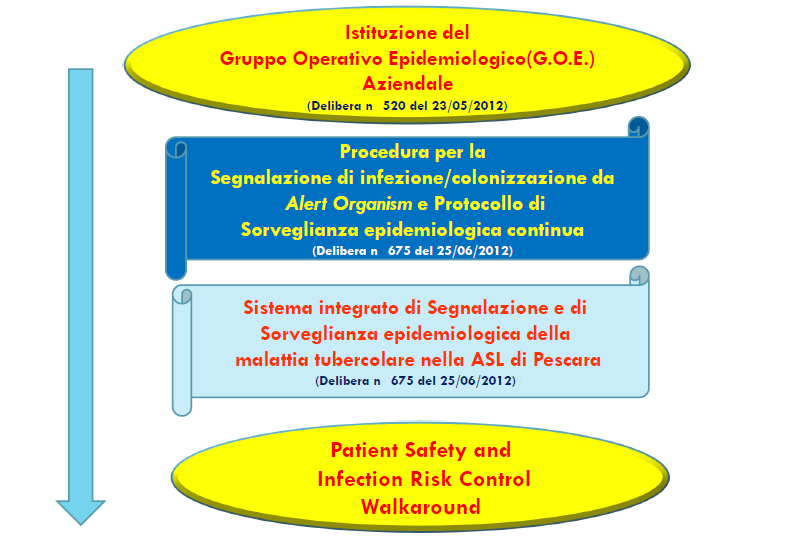 Istituzione del
Gruppo Operativo Epidemiologico(G.O.E.)
Aziendale
(Delibera n 520 del 23/05/2012)
Procedura per la
Segnalazione di infezione/colonizzazione da
Alert Organism e Protocollo di
Sorveglianza epidemiologica continua
(Delibera n 675 del 25/06/2012)
Sistema integrato di Segnalazione e di
Sorveglianza epidemiologica della
malattia tubercolare nella ASL di Pescara
(Delibera n 675 del 25/06/2012)
Patient Safety and
Infection Risk Control
Walkaround